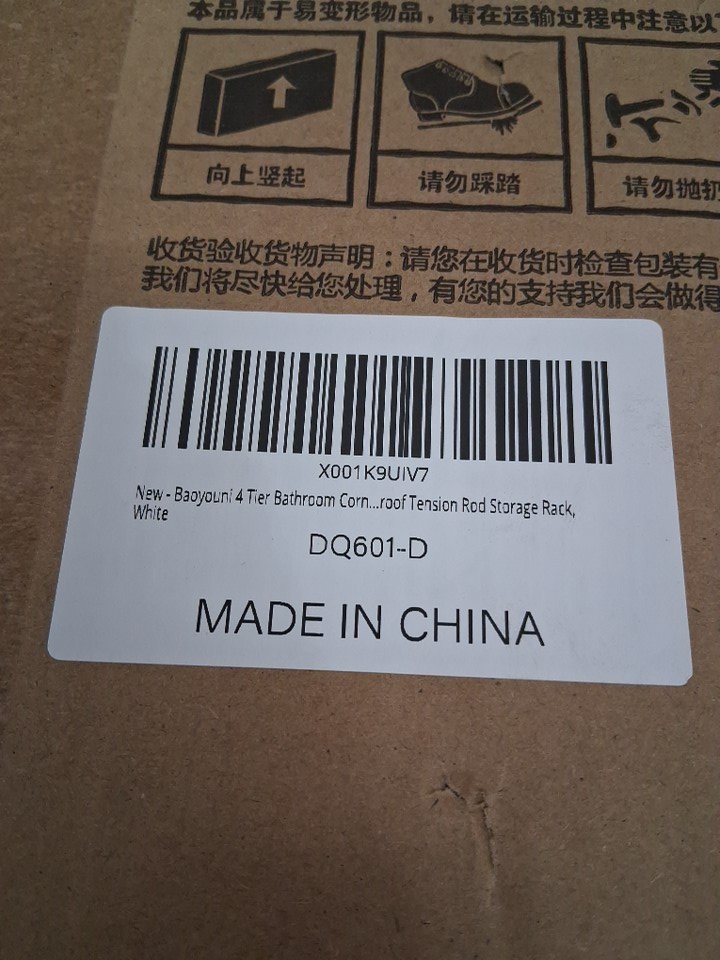 本品属于易变形物品，请在运输过程中注意以
向上竖起
请勿踩踏
请勿抛扔
收货验收货物声明：请您在收货时检查包装有
我们将尽快给您处理，有您的支持我们会做得
X001K9UIV7
New - Baoyouni 4 Tier Bathroom Corn...roof Tension Rod Storage Rack,
White
DQ601-D
MADE IN CHINA